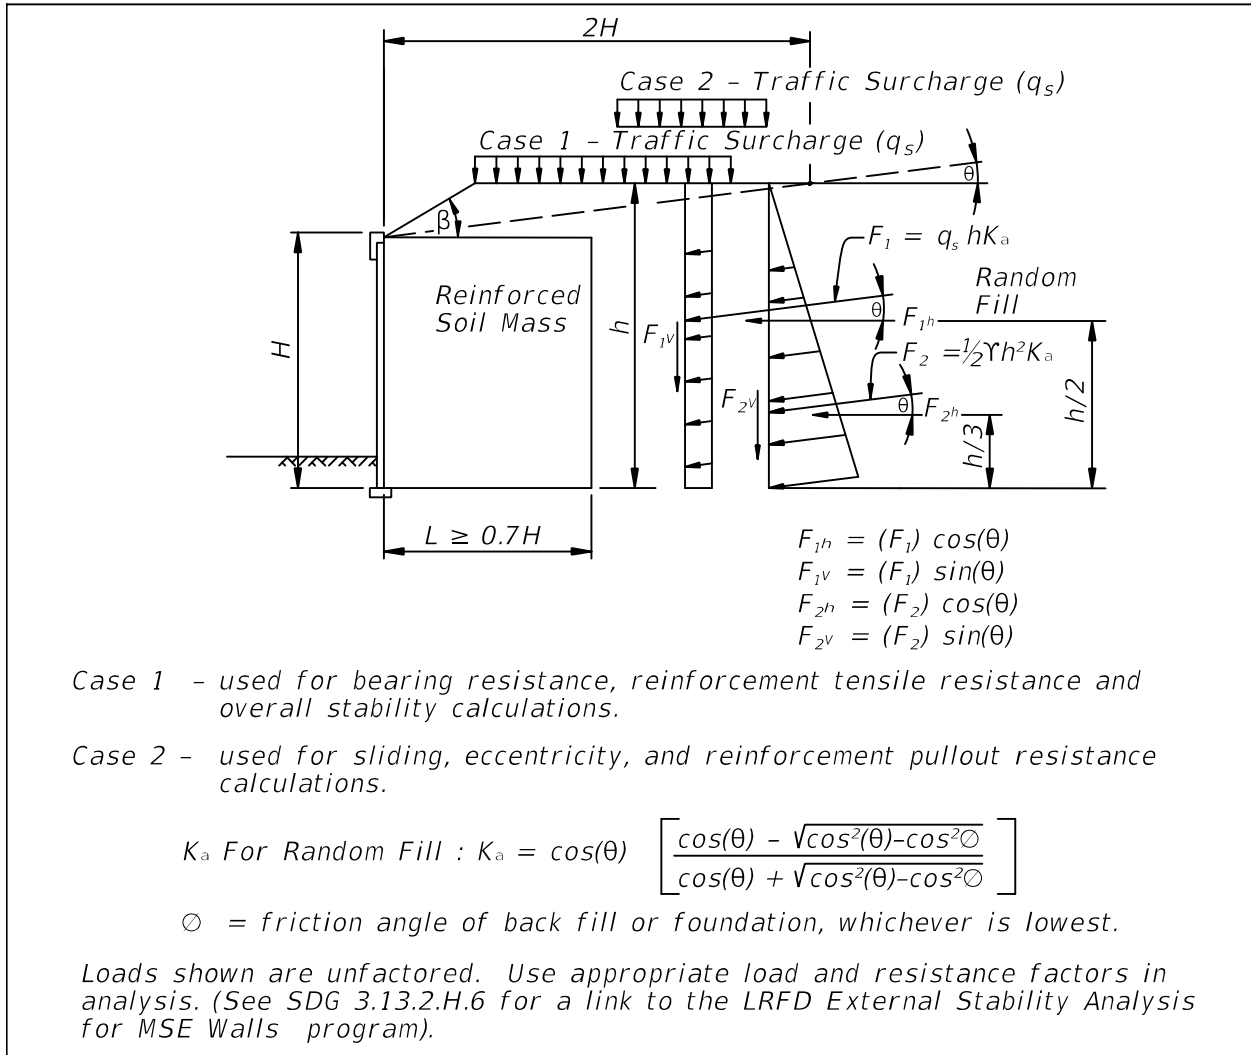 2H
Case 2 – Traffic Surcharge (qₛ)
Case 1 – Traffic Surcharge (qₛ)
θ
β
F₁ = qₛ hKₐ
Random
Fill
Reinforced
Soil Mass
H
h
F₁ᵥ
θ
F₁ₕ
F₂ = ½ϒh²Kₐ
F₂ᵥ
θ
F₂ₕ
h/3
h/2
L ≥ 0.7H
F₁ₕ = (F₁) cos(θ)
F₁ᵥ = (F₁) sin(θ)
F₂ₕ = (F₂) cos(θ)
F₂ᵥ = (F₂) sin(θ)
Case 1 – used for bearing resistance, reinforcement tensile resistance and
overall stability calculations.
Case 2 – used for sliding, eccentricity, and reinforcement pullout resistance
calculations.
Kₐ For Random Fill : Kₐ = cos(θ) [(cos(θ) – √(cos²(θ)–cos²∅)) / (cos(θ) + √(cos²(θ)–cos²∅))]
∅ = friction angle of back fill or foundation, whichever is lowest.
Loads shown are unfactored. Use appropriate load and resistance factors in
analysis. (See SDG 3.13.2.H.6 for a link to the LRFD External Stability Analysis
for MSE Walls program).